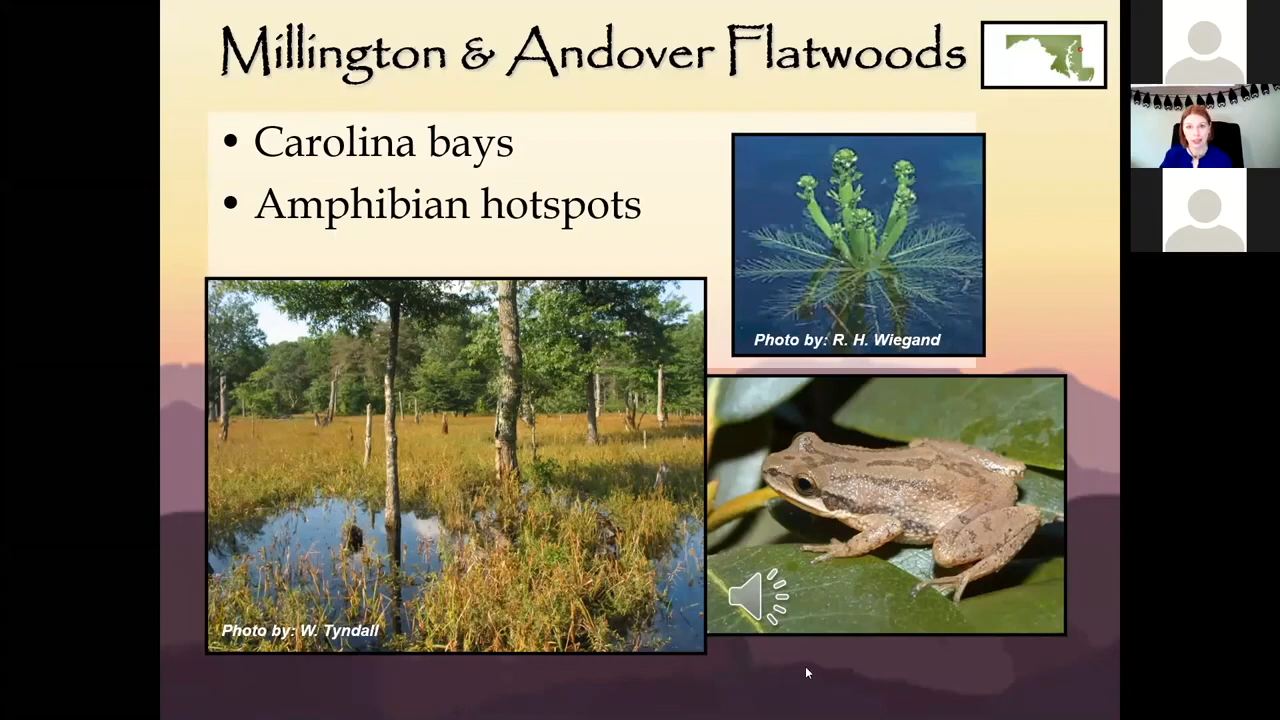 Millington & Andover Flatwoods
• Carolina bays
• Amphibian hotspots
Photo by: R. H. Wiegand
Photo by: W. Tyndall